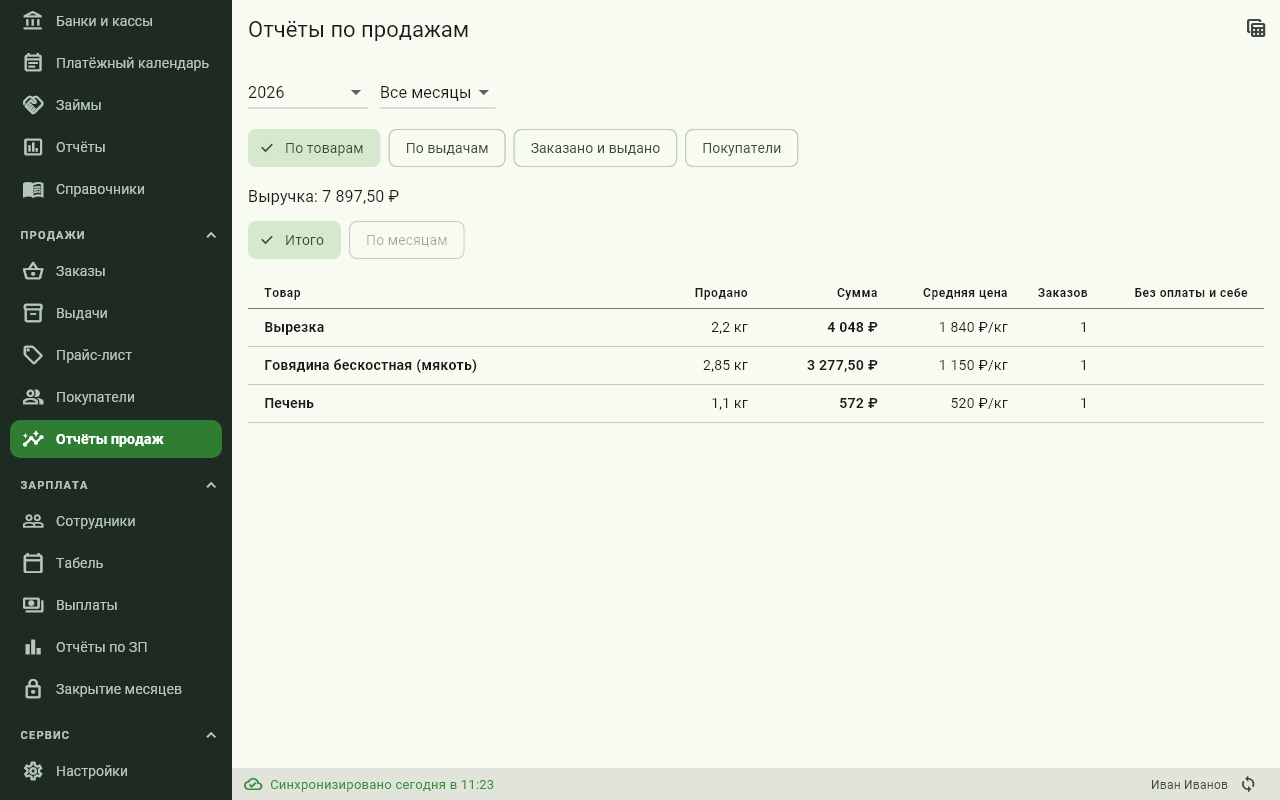 Банки и кассы
Платёжный календарь
Займы
Отчёты
Справочники
ПРОДАЖИ
Заказы
Выдачи
Прайс-лист
Покупатели
Отчёты продаж
ЗАРПЛАТА
Сотрудники
Табель
Выплаты
Отчёты по ЗП
Закрытие месяцев
СЕРВИС
Настройки
Отчёты по продажам
2026 Все месяцы
По товарам По выдачам Заказано и выдано Покупатели
Выручка: 7 897,50 ₽
Итого По месяцам
Товар Продано Сумма Средняя цена Заказов Без оплаты и себе
Вырезка 2,2 кг 4 048 ₽ 1 840 ₽/кг 1
Говядина бескостная (мякоть) 2,85 кг 3 277,50 ₽ 1 150 ₽/кг 1
Печень 1,1 кг 572 ₽ 520 ₽/кг 1
Синхронизировано сегодня в 11:23 Иван Иванов